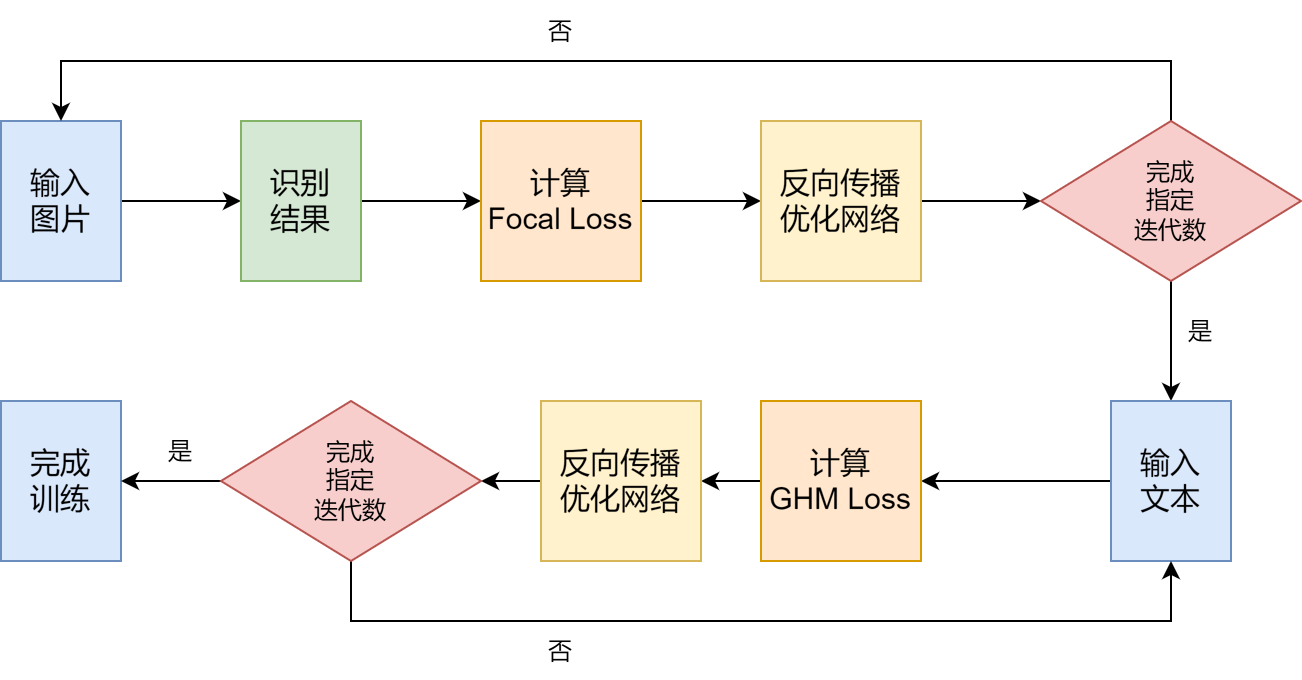 否
输入
图片
识别
结果
计算
Focal Loss
反向传播
优化网络
完成
指定
迭代数
是
完成
训练
是
完成
指定
迭代数
反向传播
优化网络
计算
GHM Loss
输入
文本
否